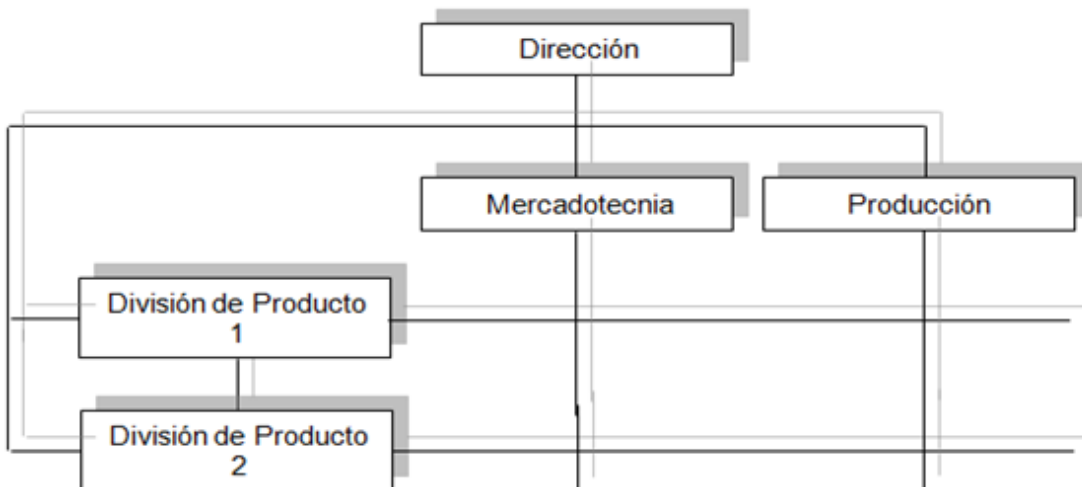 Dirección
Mercadotecnia
Producción
División de Producto
1
División de Producto
2